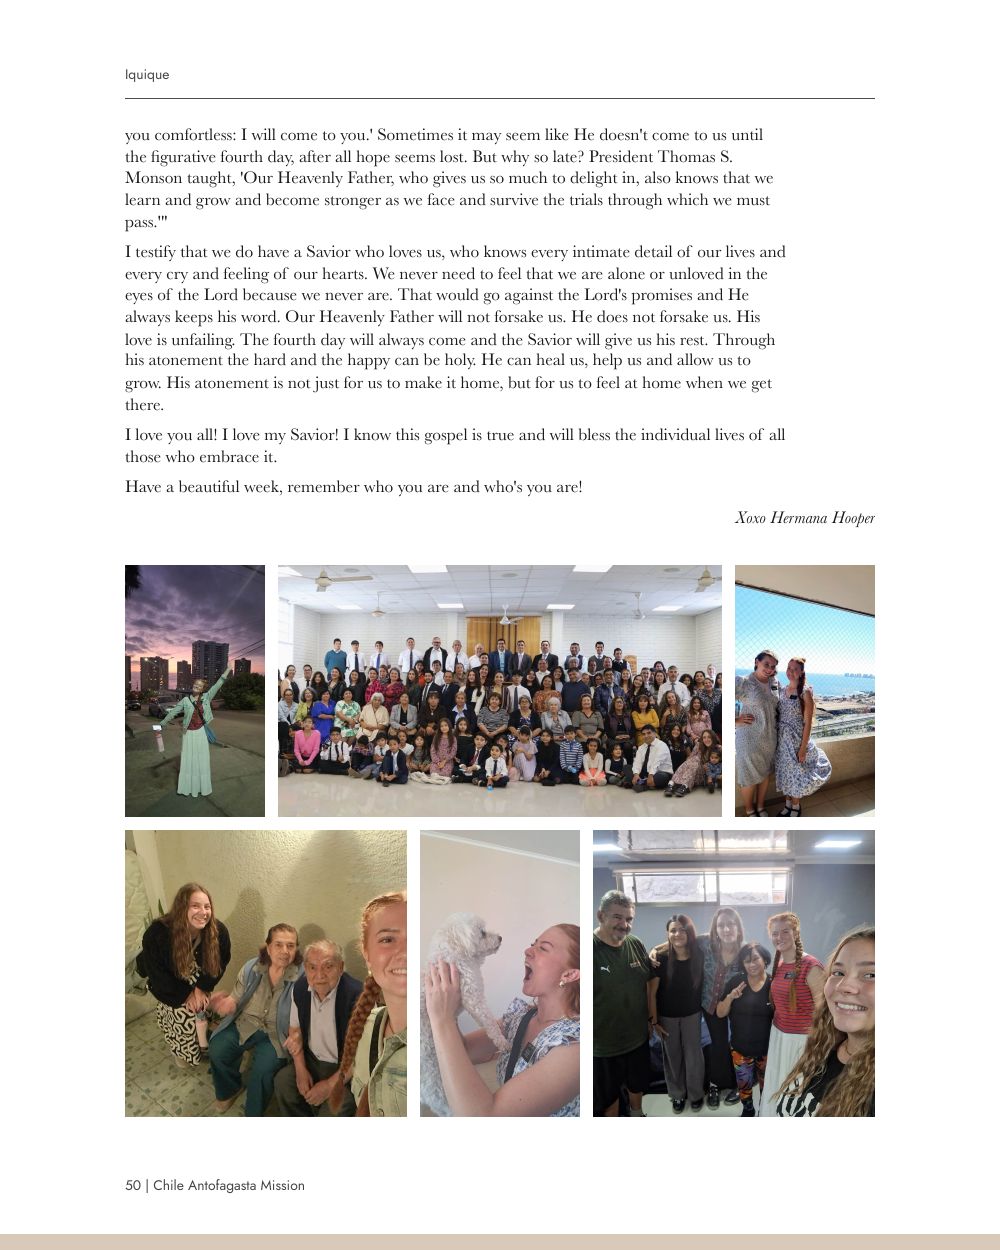 Iquique
you comfortless: I will come to you.' Sometimes it may seem like He doesn't come to us until
the figurative fourth day, after all hope seems lost. But why so late? President Thomas S.
Monson taught, 'Our Heavenly Father, who gives us so much to delight in, also knows that we
learn and grow and become stronger as we face and survive the trials through which we must
pass.'"
I testify that we do have a Savior who loves us, who knows every intimate detail of our lives and
every cry and feeling of our hearts. We never need to feel that we are alone or unloved in the
eyes of the Lord because we never are. That would go against the Lord's promises and He
always keeps his word. Our Heavenly Father will not forsake us. He does not forsake us. His
love is unfailing. The fourth day will always come and the Savior will give us his rest. Through
his atonement the hard and the happy can be holy. He can heal us, help us and allow us to
grow. His atonement is not just for us to make it home, but for us to feel at home when we get
there.
I love you all! I love my Savior! I know this gospel is true and will bless the individual lives of all
those who embrace it.
Have a beautiful week, remember who you are and who's you are!
Xoxo Hermana Hooper
50 | Chile Antofagasta Mission